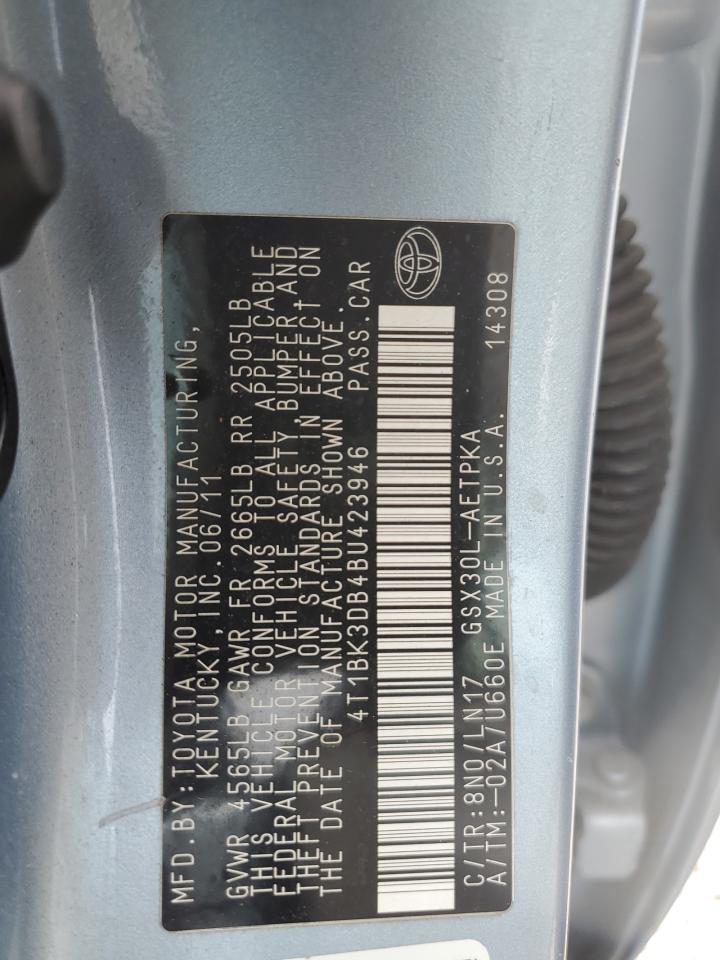 MFD.BY:TOYOTA MOTOR MANUFACTURING,
KENTUCKY,INC. 06/11
GVWR 4565LB GAWR FR 2665LB RR 2505LB
THIS VEHICLE CONFORMS TO ALL APPLICABLE
FEDERAL MOTOR VEHICLE SAFETY,BUMPER,AND
THEFT PREVENTION STANDARDS IN EFFECT ON
THE DATE OF MANUFACTURE SHOWN ABOVE.
4T1BK3DB4BU423946 PASS.CAR
C/TR:8N0/LN17 GSX30L-AETPKA
A/TM:-02A/U660E MADE IN U.S.A. 14308